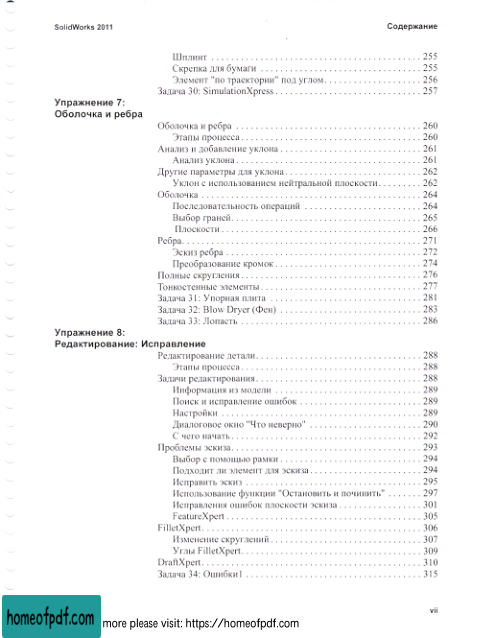 SolidWorks 2011 Содержание
Шплинт . . . . . . . . . . . . . . . . . . . . . . . . . . . . . . . . . . . . . . 255
Скрепка для бумаги . . . . . . . . . . . . . . . . . . . . . . . . . . . . 255
Элемент "по траектории" под углом. . . . . . . . . . . . . . . . . 256
Задача 30: SimulationXpress . . . . . . . . . . . . . . . . . . . . . . . . . 257
Упражнение 7:
Оболочка и ребра
Оболочка и ребра . . . . . . . . . . . . . . . . . . . . . . . . . . . . . . . . 260
Этапы процесса . . . . . . . . . . . . . . . . . . . . . . . . . . . . . . . . 260
Анализ и добавление уклона . . . . . . . . . . . . . . . . . . . . . . . . 261
Анализ уклона . . . . . . . . . . . . . . . . . . . . . . . . . . . . . . . . . 261
Другие параметры для уклона . . . . . . . . . . . . . . . . . . . . . . . 262
Уклон с использованием нейтральной плоскости. . . . . . . . 262
Оболочка . . . . . . . . . . . . . . . . . . . . . . . . . . . . . . . . . . . . . . 264
Последовательность операций . . . . . . . . . . . . . . . . . . . . 264
Выбор граней. . . . . . . . . . . . . . . . . . . . . . . . . . . . . . . . . . 265
Плоскости . . . . . . . . . . . . . . . . . . . . . . . . . . . . . . . . . . . . 266
Ребра. . . . . . . . . . . . . . . . . . . . . . . . . . . . . . . . . . . . . . . . . 271
Эскиз ребра . . . . . . . . . . . . . . . . . . . . . . . . . . . . . . . . . . . 272
Преобразование кромок . . . . . . . . . . . . . . . . . . . . . . . . . . 274
Полные скругления . . . . . . . . . . . . . . . . . . . . . . . . . . . . . . . 276
Тонкостенные элементы . . . . . . . . . . . . . . . . . . . . . . . . . . . 277
Задача 31: Упорная плита . . . . . . . . . . . . . . . . . . . . . . . . . . 281
Задача 32: Blow Dryer (Фен) . . . . . . . . . . . . . . . . . . . . . . . . 283
Задача 33: Лопасть . . . . . . . . . . . . . . . . . . . . . . . . . . . . . . . 286
Упражнение 8:
Редактирование: Исправление
Редактирование детали. . . . . . . . . . . . . . . . . . . . . . . . . . . . . 288
Этапы процесса . . . . . . . . . . . . . . . . . . . . . . . . . . . . . . . . 288
Задачи редактирования. . . . . . . . . . . . . . . . . . . . . . . . . . . . . 288
Информация из модели . . . . . . . . . . . . . . . . . . . . . . . . . . 289
Поиск и исправление ошибок . . . . . . . . . . . . . . . . . . . . . 289
Настройки . . . . . . . . . . . . . . . . . . . . . . . . . . . . . . . . . . . . 289
Диалоговое окно "Что неверно" . . . . . . . . . . . . . . . . . . . 290
С чего начать . . . . . . . . . . . . . . . . . . . . . . . . . . . . . . . . . . 292
Проблемы эскиза. . . . . . . . . . . . . . . . . . . . . . . . . . . . . . . . . 293
Выбор с помощью рамки . . . . . . . . . . . . . . . . . . . . . . . . . 294
Подходит ли элемент для эскиза . . . . . . . . . . . . . . . . . . . 294
Исправить эскиз . . . . . . . . . . . . . . . . . . . . . . . . . . . . . . . . 295
Использование функции "Остановить и починить" . . . . . . 297
Исправления ошибки плоскости эскиза . . . . . . . . . . . . . . 301
FeatureXpert . . . . . . . . . . . . . . . . . . . . . . . . . . . . . . . . . . . 305
FilletXpert. . . . . . . . . . . . . . . . . . . . . . . . . . . . . . . . . . . . . . 306
Изменение скруглений . . . . . . . . . . . . . . . . . . . . . . . . . . . 307
Углы FilletXpert. . . . . . . . . . . . . . . . . . . . . . . . . . . . . . . . . 309
DraftXpert. . . . . . . . . . . . . . . . . . . . . . . . . . . . . . . . . . . . . . 310
Задача 34: Ошибки1 . . . . . . . . . . . . . . . . . . . . . . . . . . . . . . 315
vii
homeofpdf.com more please visit: https://homeofpdf.com